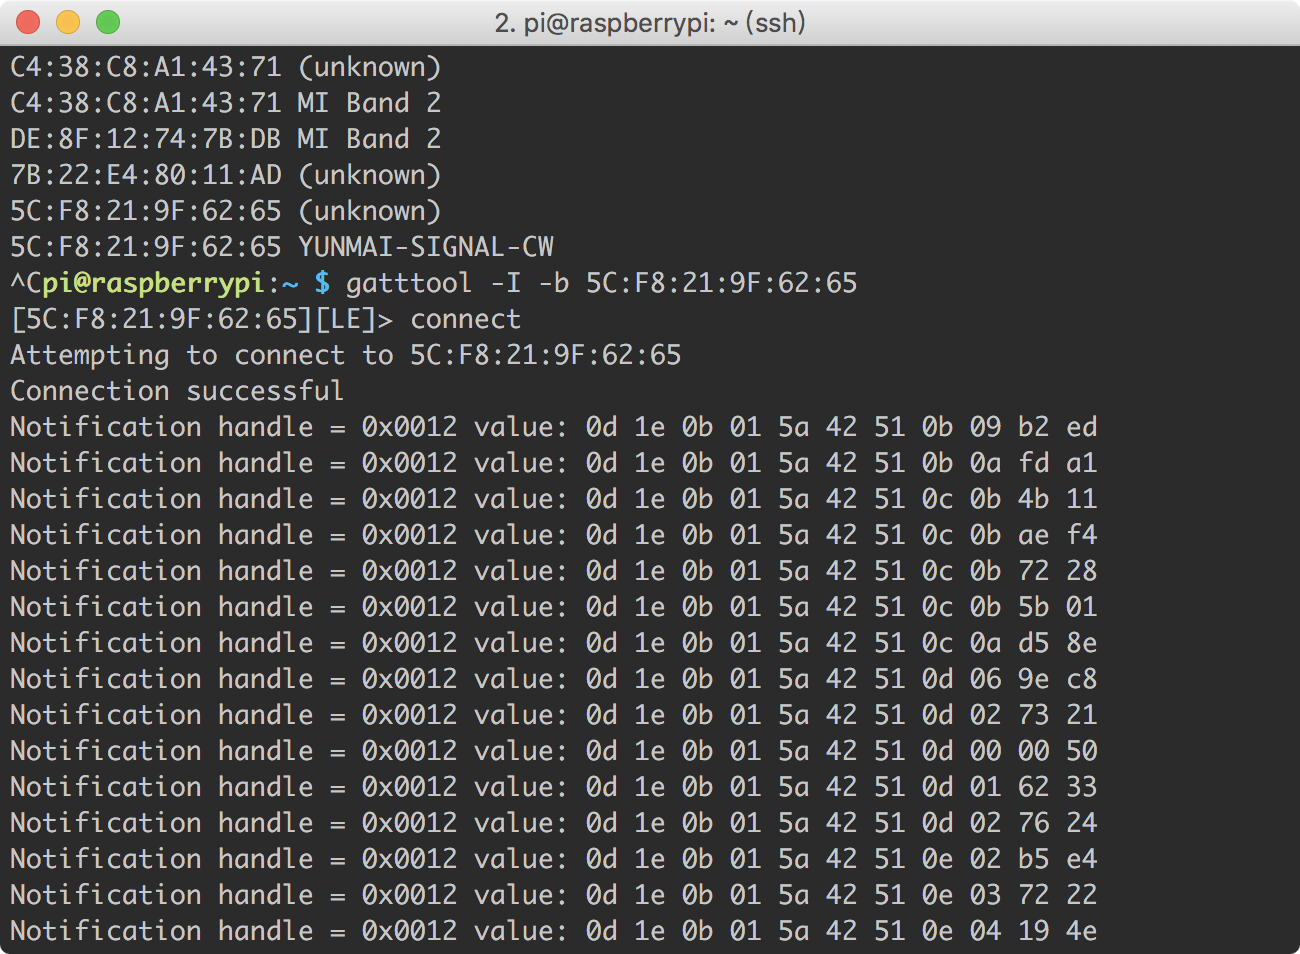 2. pi@raspberrypi: ~ (ssh)
C4:38:C8:A1:43:71 (unknown)
C4:38:C8:A1:43:71 MI Band 2
DE:8F:12:74:7B:DB MI Band 2
7B:22:E4:80:11:AD (unknown)
5C:F8:21:9F:62:65 (unknown)
5C:F8:21:9F:62:65 YUNMAI-SIGNAL-CW
^Cpi@raspberrypi:~ $ gatttool -I -b 5C:F8:21:9F:62:65
[5C:F8:21:9F:62:65][LE]> connect
Attempting to connect to 5C:F8:21:9F:62:65
Connection successful
Notification handle = 0x0012 value: 0d 1e 0b 01 5a 42 51 0b 09 b2 ed
Notification handle = 0x0012 value: 0d 1e 0b 01 5a 42 51 0b 0a fd a1
Notification handle = 0x0012 value: 0d 1e 0b 01 5a 42 51 0c 0b 4b 11
Notification handle = 0x0012 value: 0d 1e 0b 01 5a 42 51 0c 0b ae f4
Notification handle = 0x0012 value: 0d 1e 0b 01 5a 42 51 0c 0b 72 28
Notification handle = 0x0012 value: 0d 1e 0b 01 5a 42 51 0c 0b 5b 01
Notification handle = 0x0012 value: 0d 1e 0b 01 5a 42 51 0c 0a d5 8e
Notification handle = 0x0012 value: 0d 1e 0b 01 5a 42 51 0d 06 9e c8
Notification handle = 0x0012 value: 0d 1e 0b 01 5a 42 51 0d 02 73 21
Notification handle = 0x0012 value: 0d 1e 0b 01 5a 42 51 0d 00 00 50
Notification handle = 0x0012 value: 0d 1e 0b 01 5a 42 51 0d 01 62 33
Notification handle = 0x0012 value: 0d 1e 0b 01 5a 42 51 0d 02 76 24
Notification handle = 0x0012 value: 0d 1e 0b 01 5a 42 51 0e 02 b5 e4
Notification handle = 0x0012 value: 0d 1e 0b 01 5a 42 51 0e 03 72 22
Notification handle = 0x0012 value: 0d 1e 0b 01 5a 42 51 0e 04 19 4e